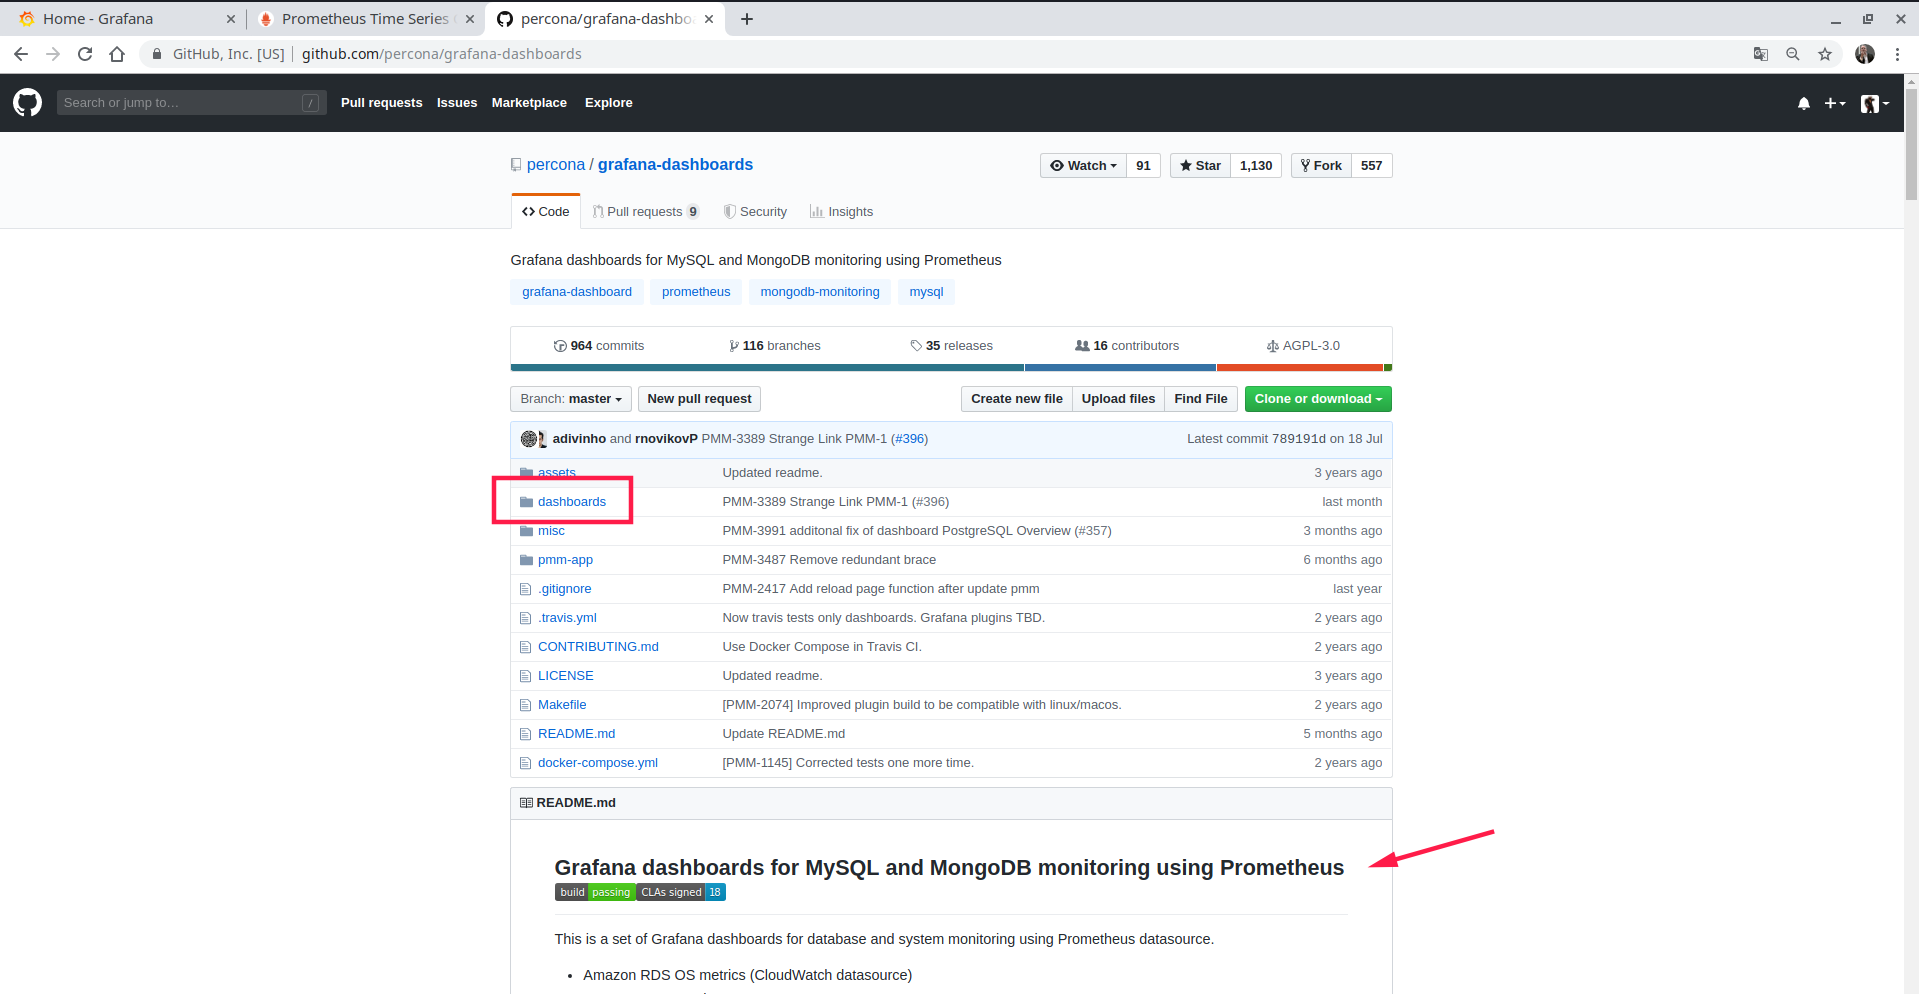 Home - Grafana
Prometheus Time Series
percona/grafana-dashbo
GitHub, Inc. [US] github.com/percona/grafana-dashboards
Search or jump to… / Pull requests Issues Marketplace Explore
percona / grafana-dashboards Watch 91 Star 1,130 Fork 557
Code Pull requests 9 Security Insights
Grafana dashboards for MySQL and MongoDB monitoring using Prometheus
grafana-dashboard prometheus mongodb-monitoring mysql
964 commits 116 branches 35 releases 16 contributors AGPL-3.0
Branch: master New pull request Create new file Upload files Find File Clone or download
adivinho and rnovikovP PMM-3389 Strange Link PMM-1 (#396) Latest commit 789191d on 18 Jul
assets Updated readme. 3 years ago
dashboards PMM-3389 Strange Link PMM-1 (#396) last month
misc PMM-3991 additonal fix of dashboard PostgreSQL Overview (#357) 3 months ago
pmm-app PMM-3487 Remove redundant brace 6 months ago
.gitignore PMM-2417 Add reload page function after update pmm last year
.travis.yml Now travis tests only dashboards. Grafana plugins TBD. 2 years ago
CONTRIBUTING.md Use Docker Compose in Travis CI. 2 years ago
LICENSE Updated readme. 3 years ago
Makefile [PMM-2074] Improved plugin build to be compatible with linux/macos. 2 years ago
README.md Update README.md 5 months ago
docker-compose.yml [PMM-1145] Corrected tests one more time. 2 years ago
README.md
Grafana dashboards for MySQL and MongoDB monitoring using Prometheus
build passing CLAs signed 18
This is a set of Grafana dashboards for database and system monitoring using Prometheus datasource.
• Amazon RDS OS metrics (CloudWatch datasource)